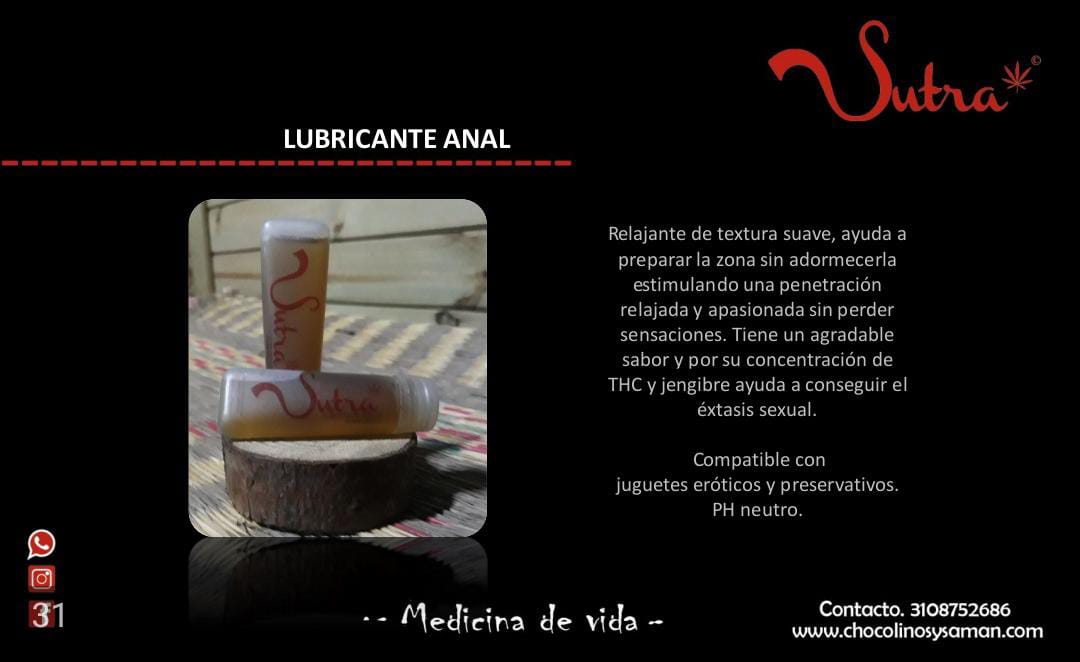 Sutra©
LUBRICANTE ANAL
Sutra
Sutra
Relajante de textura suave, ayuda a
preparar la zona sin adormecerla
estimulando una penetración
relajada y apasionada sin perder
sensaciones. Tiene un agradable
sabor y por su concentración de
THC y jengibre ayuda a conseguir el
éxtasis sexual.
Compatible con
juguetes eróticos y preservativos.
PH neutro.
31
-- Medicina de vida -
Contacto. 3108752686
www.chocolinosysaman.com